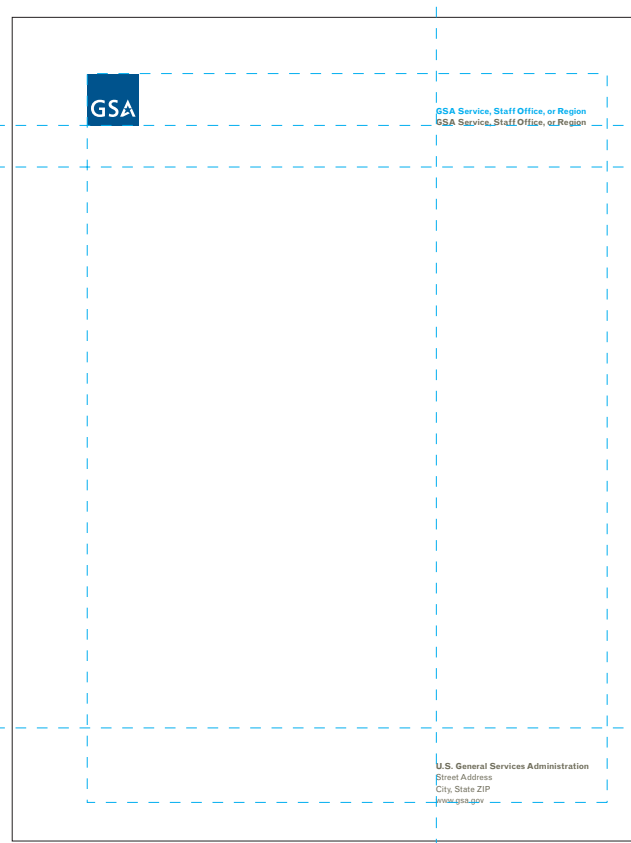 GSA
GSA Service, Staff Office, or Region
GSA Service, Staff Office, or Region
U.S. General Services Administration
Street Address
City, State ZIP
www.gsa.gov